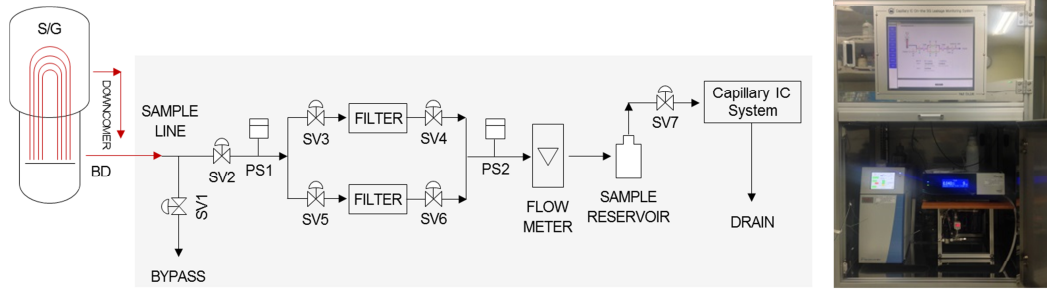 S/G
DOWNCOMER
BD
SAMPLE
LINE
SV1
BYPASS
SV2
PS1
SV3
FILTER
SV4
SV5
FILTER
SV6
PS2
FLOW
METER
SAMPLE
RESERVOIR
SV7
Capillary IC
System
DRAIN